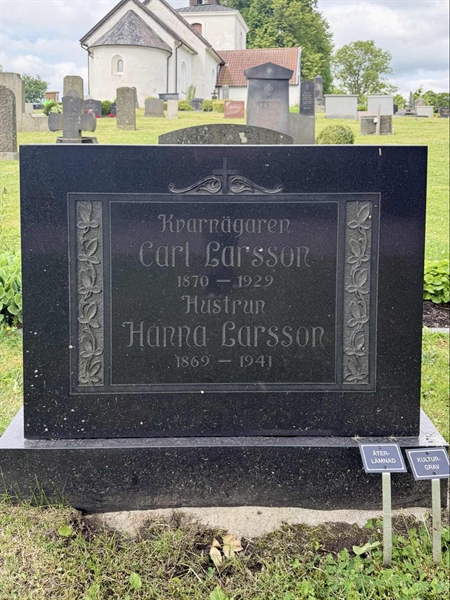 Kvarnägaren
Carl Larsson
1870 — 1929
Hustrun
Hanna Larsson
1869 — 1941
ÅTER-
LÄMNAD
KULTUR-
GRAV